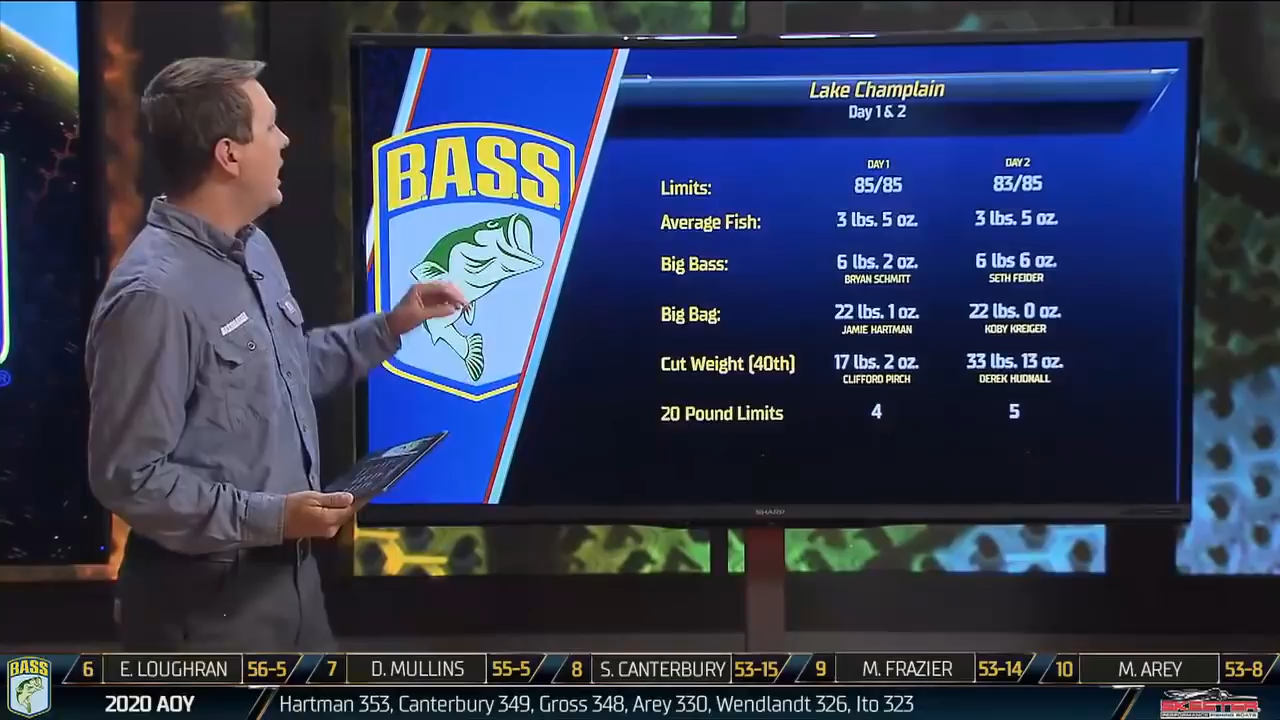 B.A.S.S.
Lake Champlain
Day 1 & 2
DAY 1 DAY 2
Limits: 85/85 83/85
Average Fish: 3 lbs. 5 oz. 3 lbs. 5 oz.
Big Bass: 6 lbs. 2 oz. 6 lbs 6 oz.
BRYAN SCHMITT SETH FEIDER
Big Bag: 22 lbs. 1 oz. 22 lbs. 0 oz.
JAMIE HARTMAN KOBY KREIGER
Cut Weight (40th) 17 lbs. 2 oz. 33 lbs. 13 oz.
CLIFFORD PIRCH DEREK HUDNALL
20 Pound Limits 4 5
SHARP
BASS 6 E. LOUGHRAN 56-5 7 D. MULLINS 55-5 8 S. CANTERBURY 53-15 9 M. FRAZIER 53-14 10 M. AREY 53-8
2020 AOY Hartman 353, Canterbury 349, Gross 348, Arey 330, Wendlandt 326, Ito 323
SKEETER
PERFORMANCE FISHING BOATS